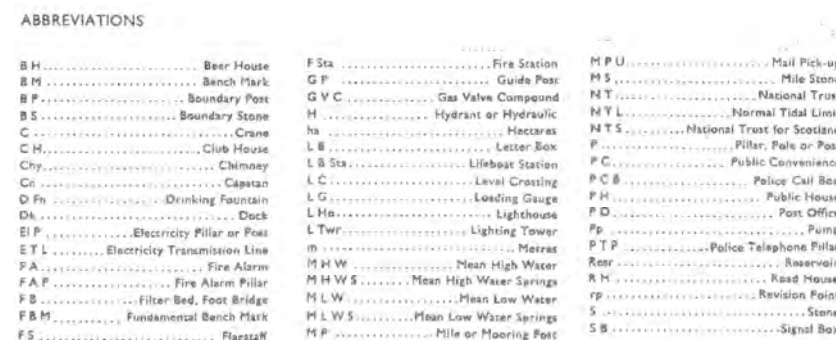 ABBREVIATIONS
B H Beer House
B M Bench Mark
B P Boundary Post
B S Boundary Stone
C Crane
C H Club House
Chy Chimney
Cn Capstan
D Fn Drinking Fountain
Dk Dock
El P Electricity Pillar or Post
E T L Electricity Transmission Line
F A Fire Alarm
F A P Fire Alarm Pillar
F B Filter Bed, Foot Bridge
F B M Fundamental Bench Mark
F S Flagstaff
F Sta Fire Station
G P Guide Post
G V C Gas Valve Compound
H Hydrant or Hydraulic
ha Hectares
L B Letter Box
L B Sta Lifeboat Station
L C Level Crossing
L G Loading Gauge
L Ho Lighthouse
L Twr Lighting Tower
m Metres
M H W Mean High Water
M H W S Mean High Water Springs
M L W Mean Low Water
M L W S Mean Low Water Springs
M P Mile or Mooring Post
M P U Mail Pick-up
M S Mile Stone
N T National Trust
N T L Normal Tidal Limit
N T S National Trust for Scotland
P Pillar, Pole or Post
P C Public Convenience
P C B Police Call Box
P H Public House
P O Post Office
Pp Pump
P T P Police Telephone Pillar
Resr Reservoir
R H Road House
rp Revision Point
S Stone
S B Signal Box